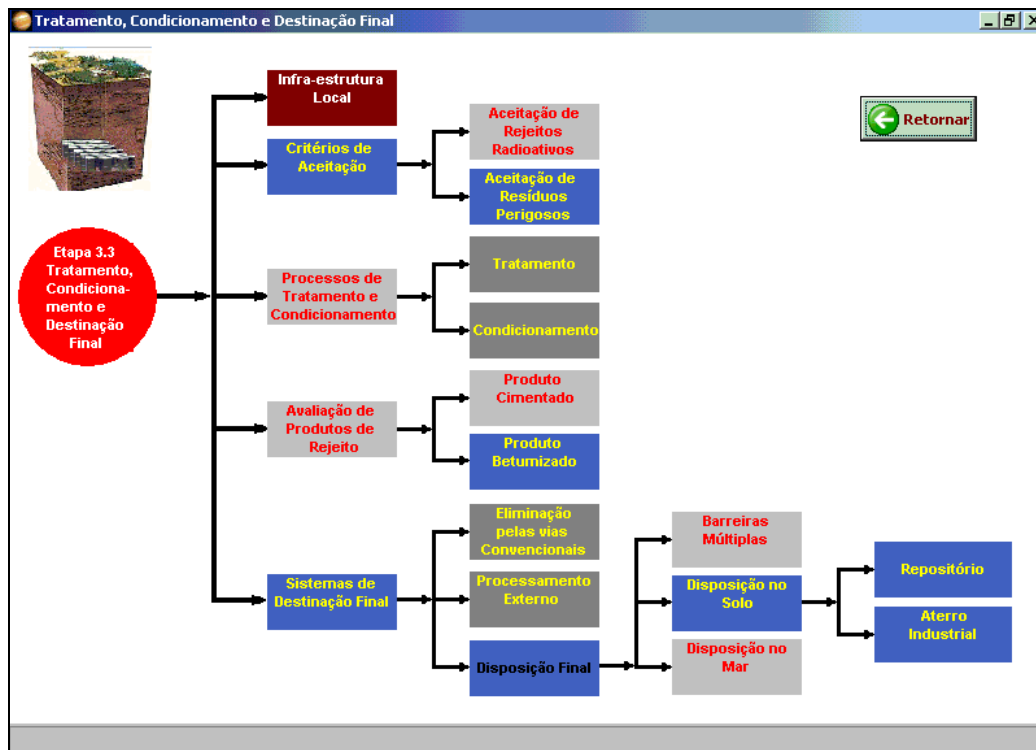 Tratamento, Condicionamento e Destinação Final
Infra-estrutura
Local
Aceitação de
Rejeitos
Radioativos
Retornar
Critérios de
Aceitação
Aceitação de
Resíduos
Perigosos
Etapa 3.3
Tratamento,
Condiciona-
mento e
Destinação
Final
Processos de
Tratamento e
Condicionamento
Tratamento
Condicionamento
Avaliação de
Produtos de
Rejeito
Produto
Cimentado
Produto
Betumizado
Sistemas de
Destinação Final
Eliminação
pelas vias
Convencionais
Processamento
Externo
Disposição Final
Barreiras
Múltiplas
Disposição no
Solo
Disposição no
Mar
Repositório
Aterro
Industrial